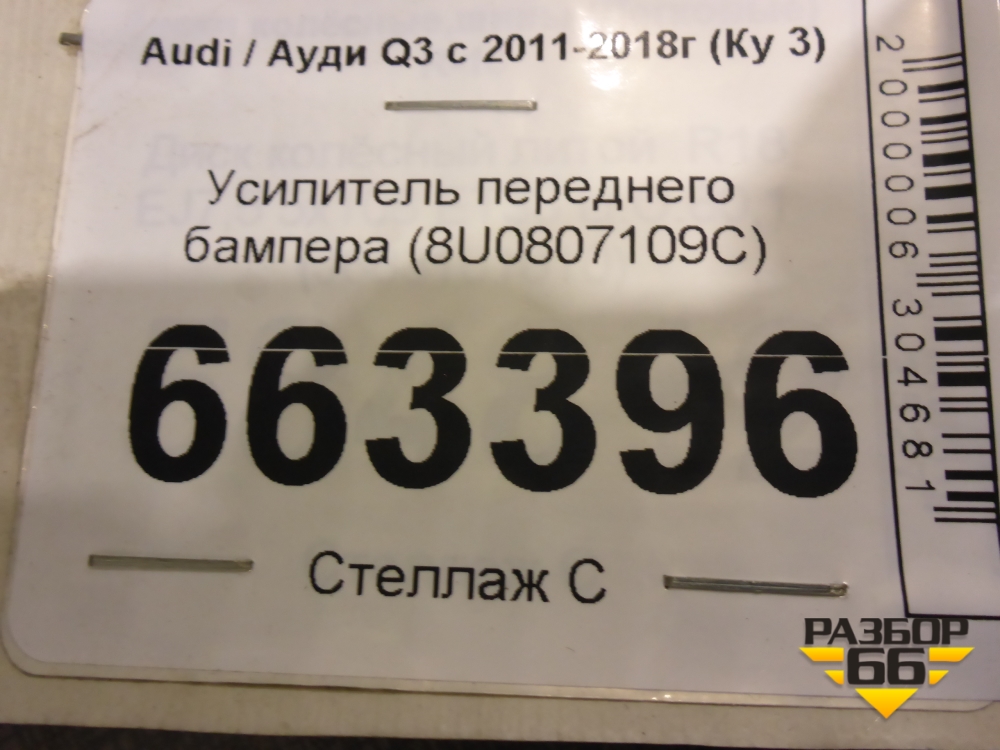 Audi / Ауди Q3 с 2011-2018г (Ку 3)
Усилитель переднего
бампера (8U0807109C)
663396
Стеллаж С
2000006304681
РАЗБОР
66